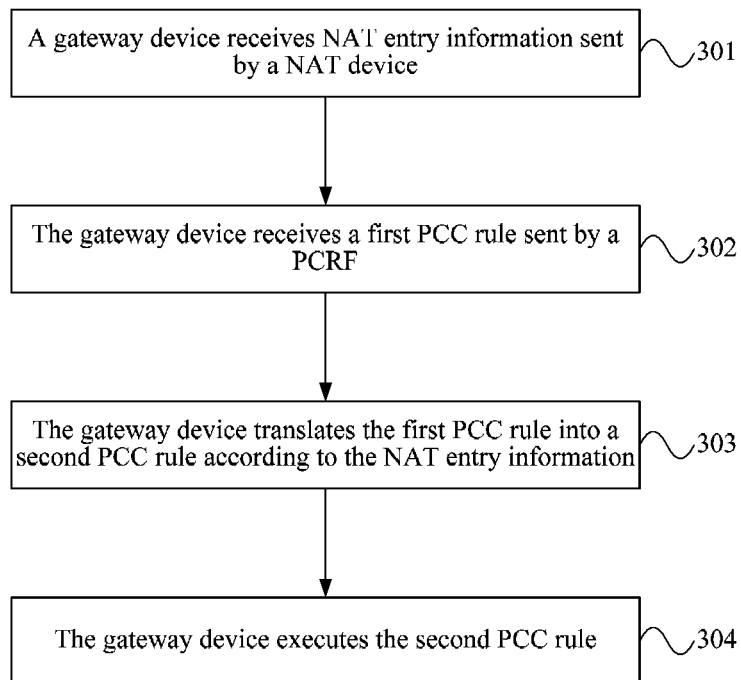 A gateway device receives NAT entry information sent
by a NAT device
301
The gateway device receives a first PCC rule sent by a
PCRF
302
The gateway device translates the first PCC rule into a
second PCC rule according to the NAT entry information
303
The gateway device executes the second PCC rule
304